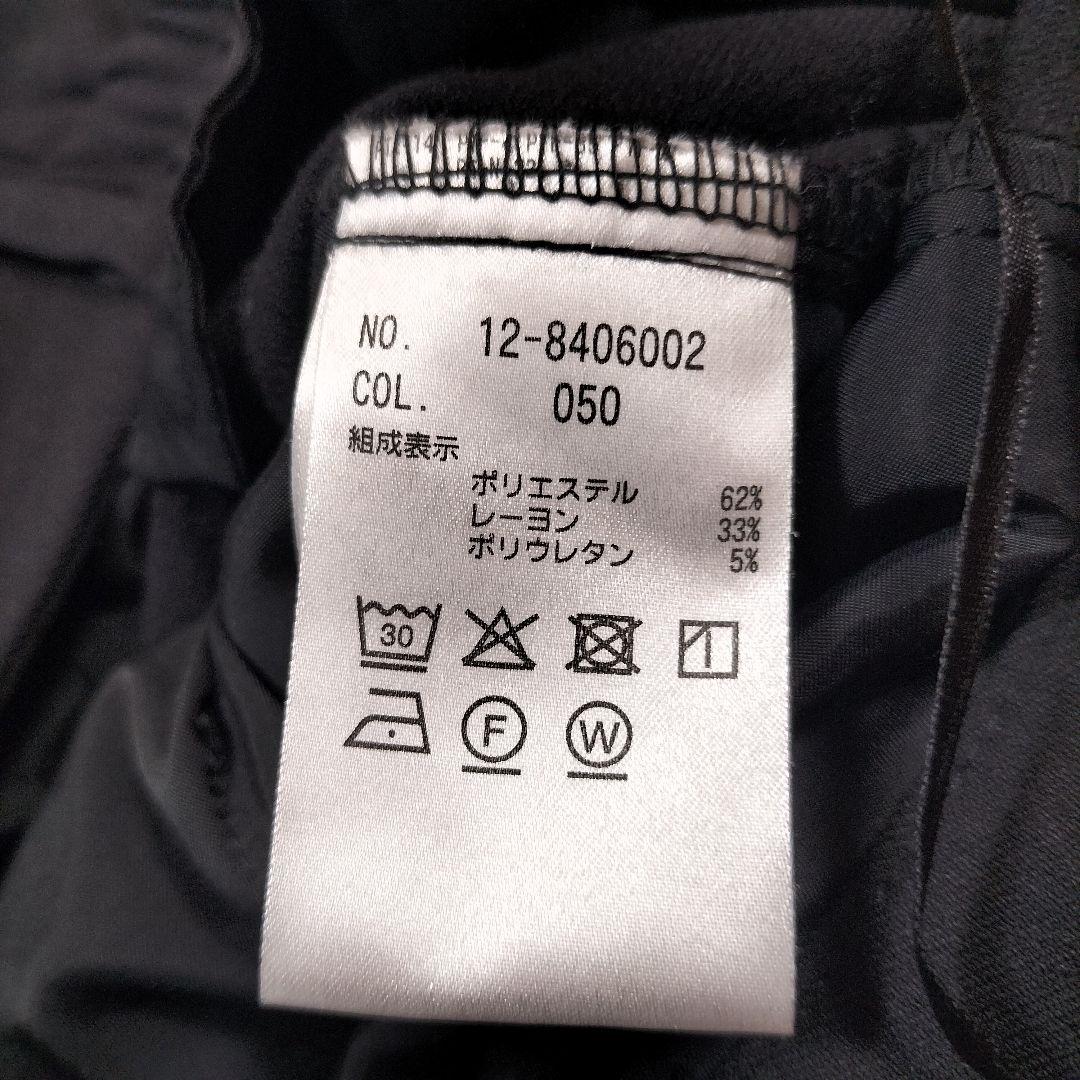 NO. 12-8406002
COL. 050
組成表示
ポリエステル 62%
レーヨン 33%
ポリウレタン 5%
30
F W